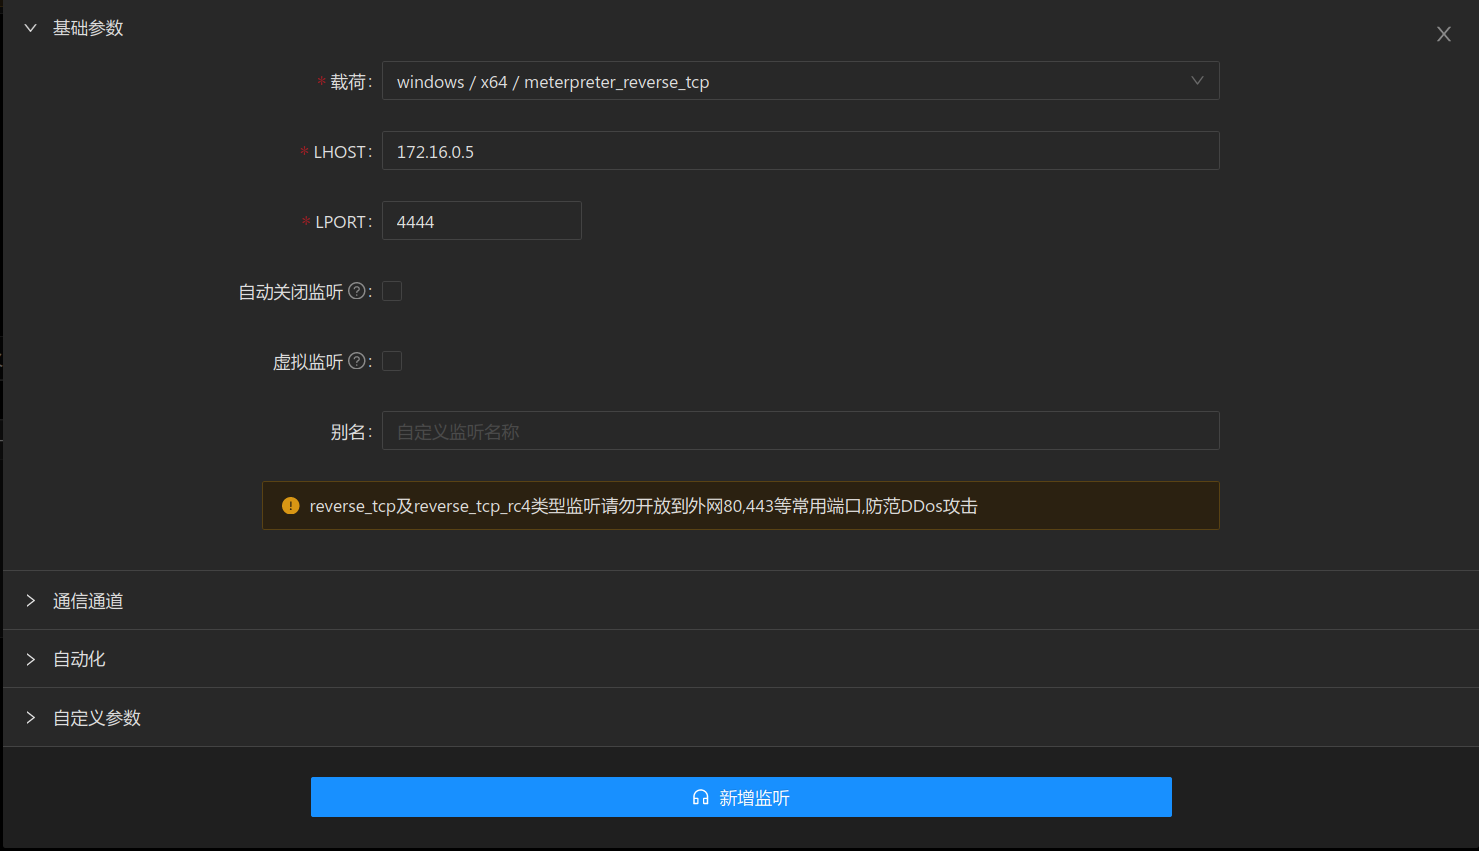 基础参数
* 载荷: windows / x64 / meterpreter_reverse_tcp
* LHOST: 172.16.0.5
* LPORT: 4444
自动关闭监听 ? :
虚拟监听 ? :
别名: 自定义监听名称
reverse_tcp及reverse_tcp_rc4类型监听请勿开放到外网80,443等常用端口,防范DDos攻击
通信通道
自动化
自定义参数
新增监听